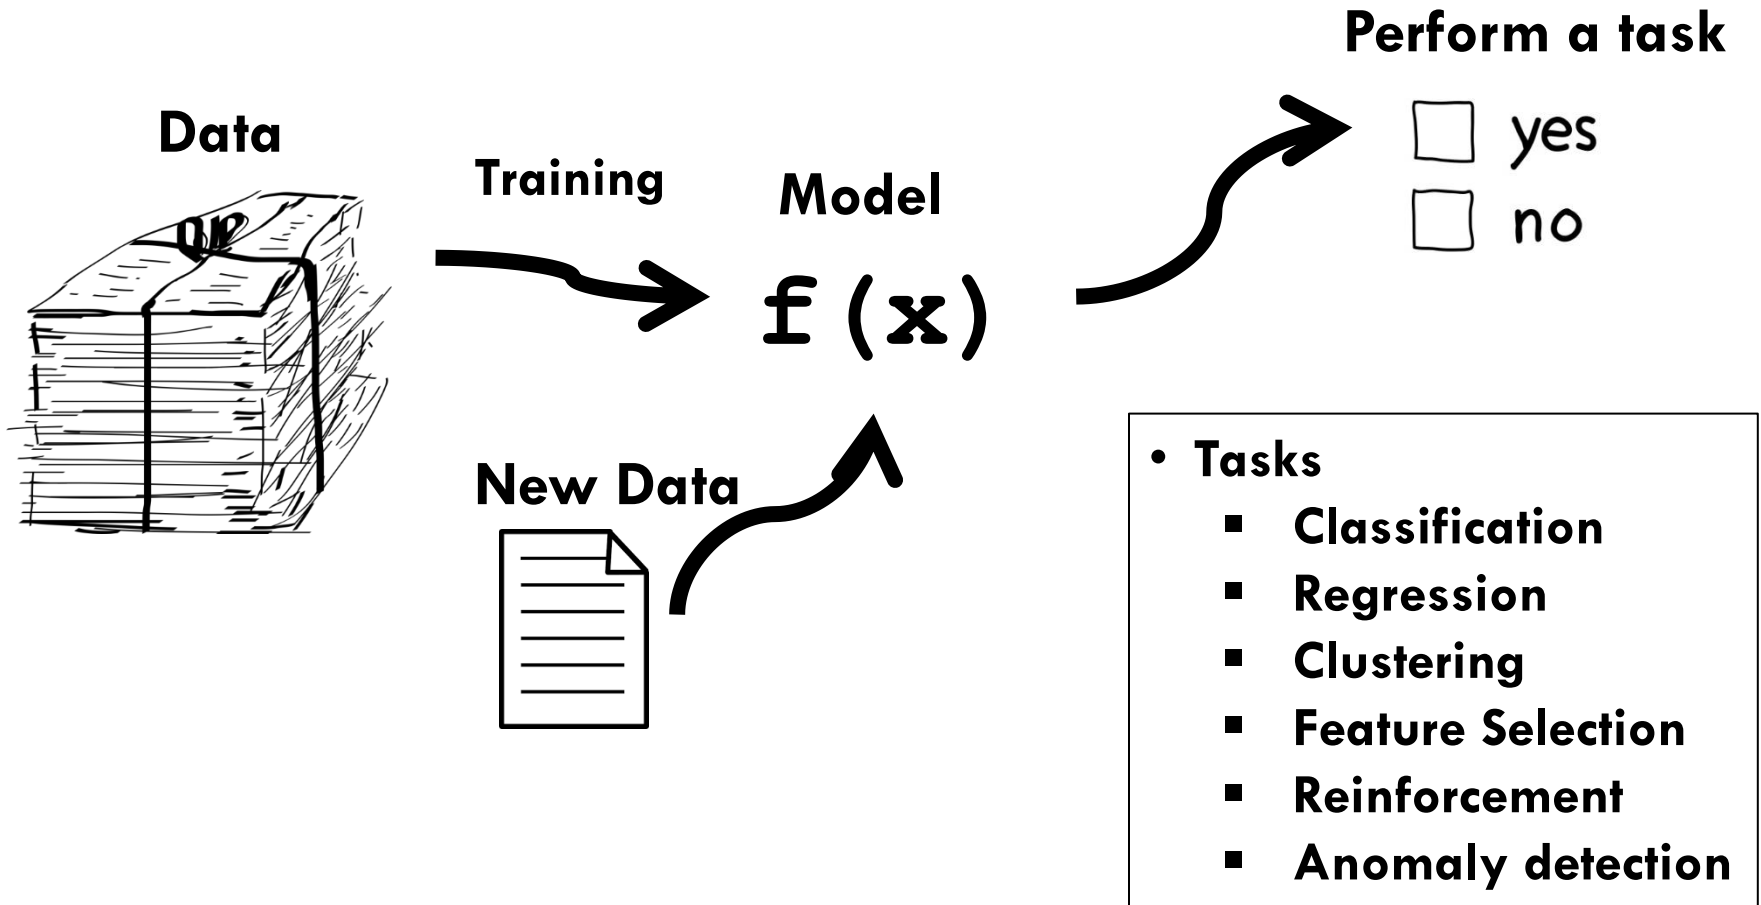 Perform a task
yes
no
Data
Training
Model
f(x)
New Data
• Tasks
▪ Classification
▪ Regression
▪ Clustering
▪ Feature Selection
▪ Reinforcement
▪ Anomaly detection